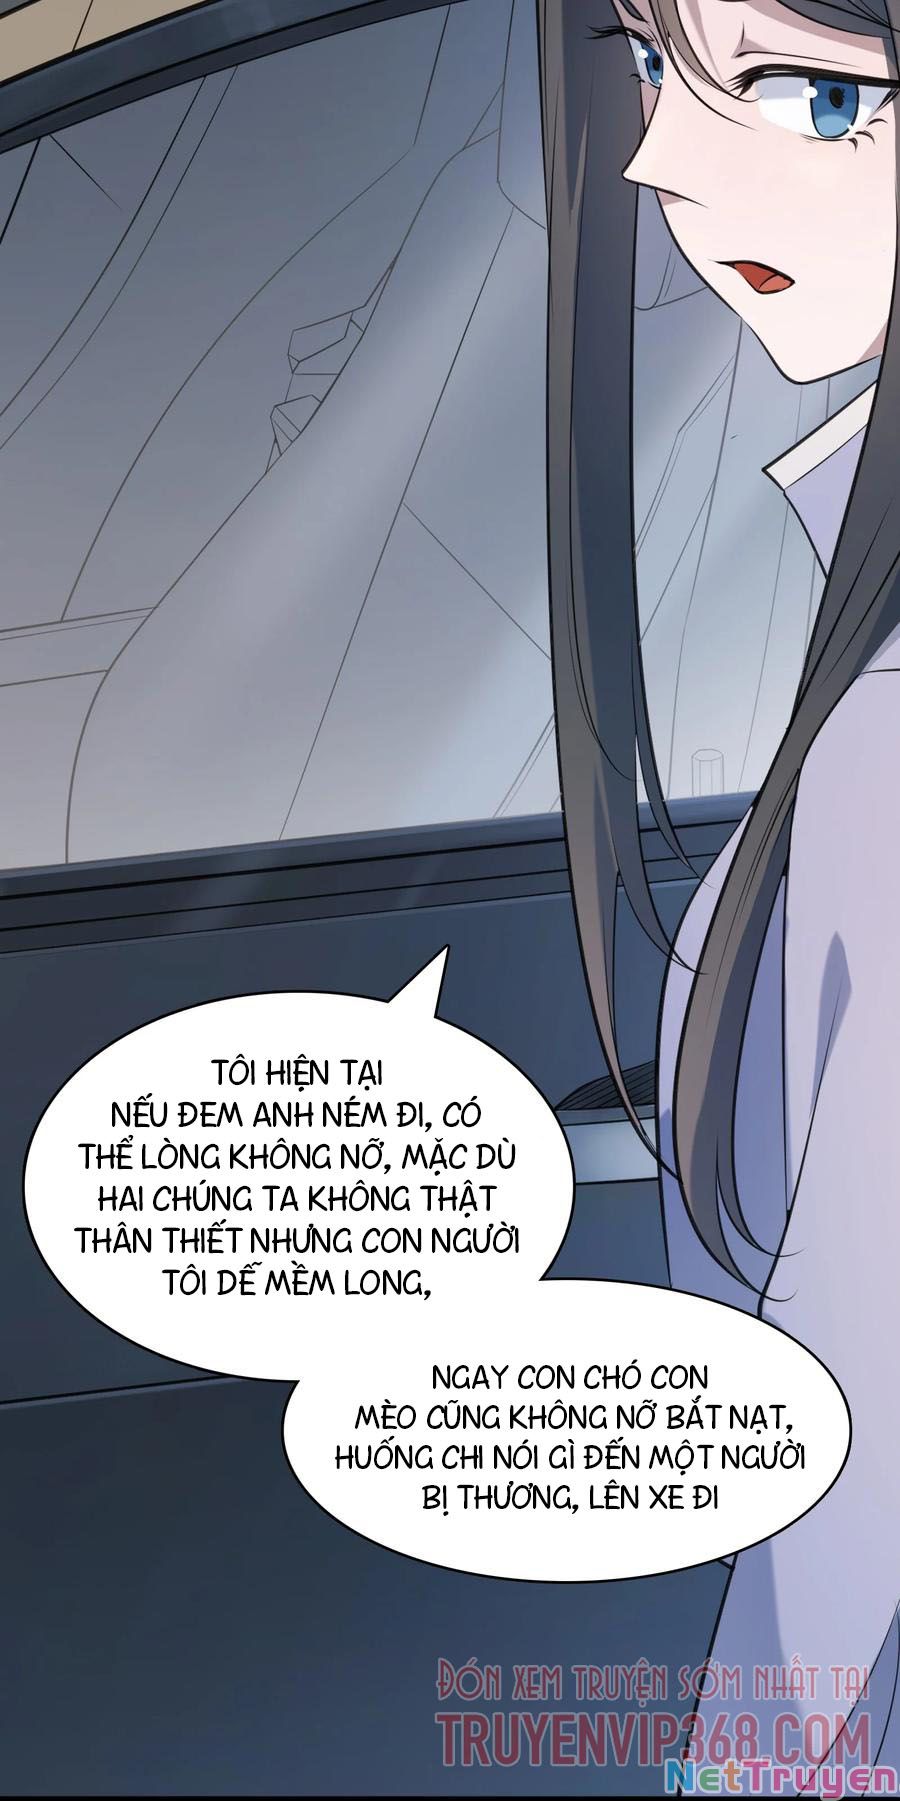 TÔI HIỆN TẠI
NẾU ĐEM ANH NÉM ĐI, CÓ
THỂ LÒNG KHÔNG NỠ, MẶC DÙ
HAI CHÚNG TA KHÔNG THẬT
THÂN THIẾT NHƯNG CON NGƯỜI
TÔI DỄ MỀM LONG,
NGAY CON CHÓ CON
MÈO CŨNG KHÔNG NỠ BẮT NẠT,
HUỐNG CHI NÓI GÌ ĐẾN MỘT NGƯỜI
BỊ THƯƠNG, LÊN XE ĐI
ĐÓN XEM TRUYỆN SỚM NHẤT TẠI
TRUYENVIP368.COM
NetTruyen